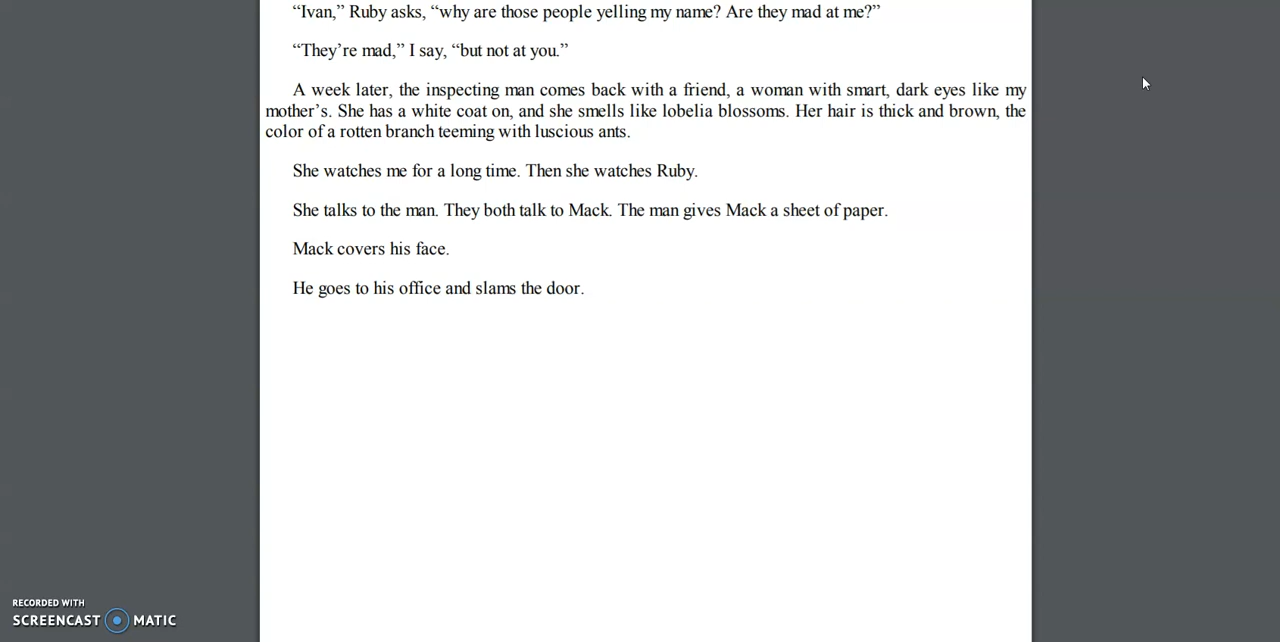 “Ivan,” Ruby asks, “why are those people yelling my name? Are they mad at me?”
“They’re mad,” I say, “but not at you.”
A week later, the inspecting man comes back with a friend, a woman with smart, dark eyes like my
mother’s. She has a white coat on, and she smells like lobelia blossoms. Her hair is thick and brown, the
color of a rotten branch teeming with luscious ants.
She watches me for a long time. Then she watches Ruby.
She talks to the man. They both talk to Mack. The man gives Mack a sheet of paper.
Mack covers his face.
He goes to his office and slams the door.
RECORDED WITH
SCREENCAST MATIC